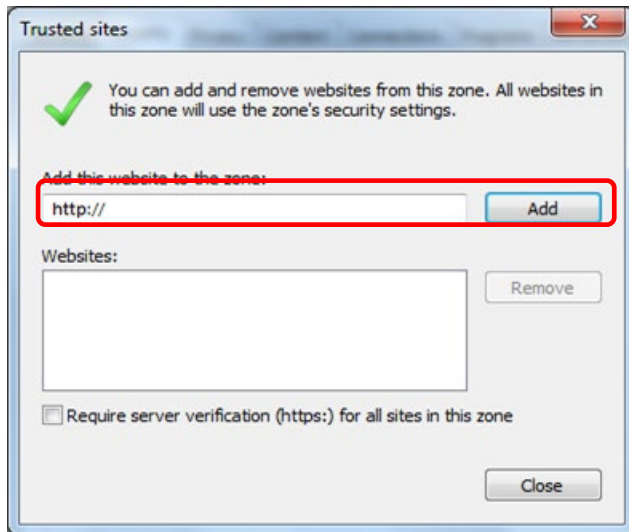 Trusted sites
You can add and remove websites from this zone. All websites in
this zone will use the zone's security settings.
Add this website to the zone:
http:// Add
Websites:
Remove
Require server verification (https:) for all sites in this zone
Close